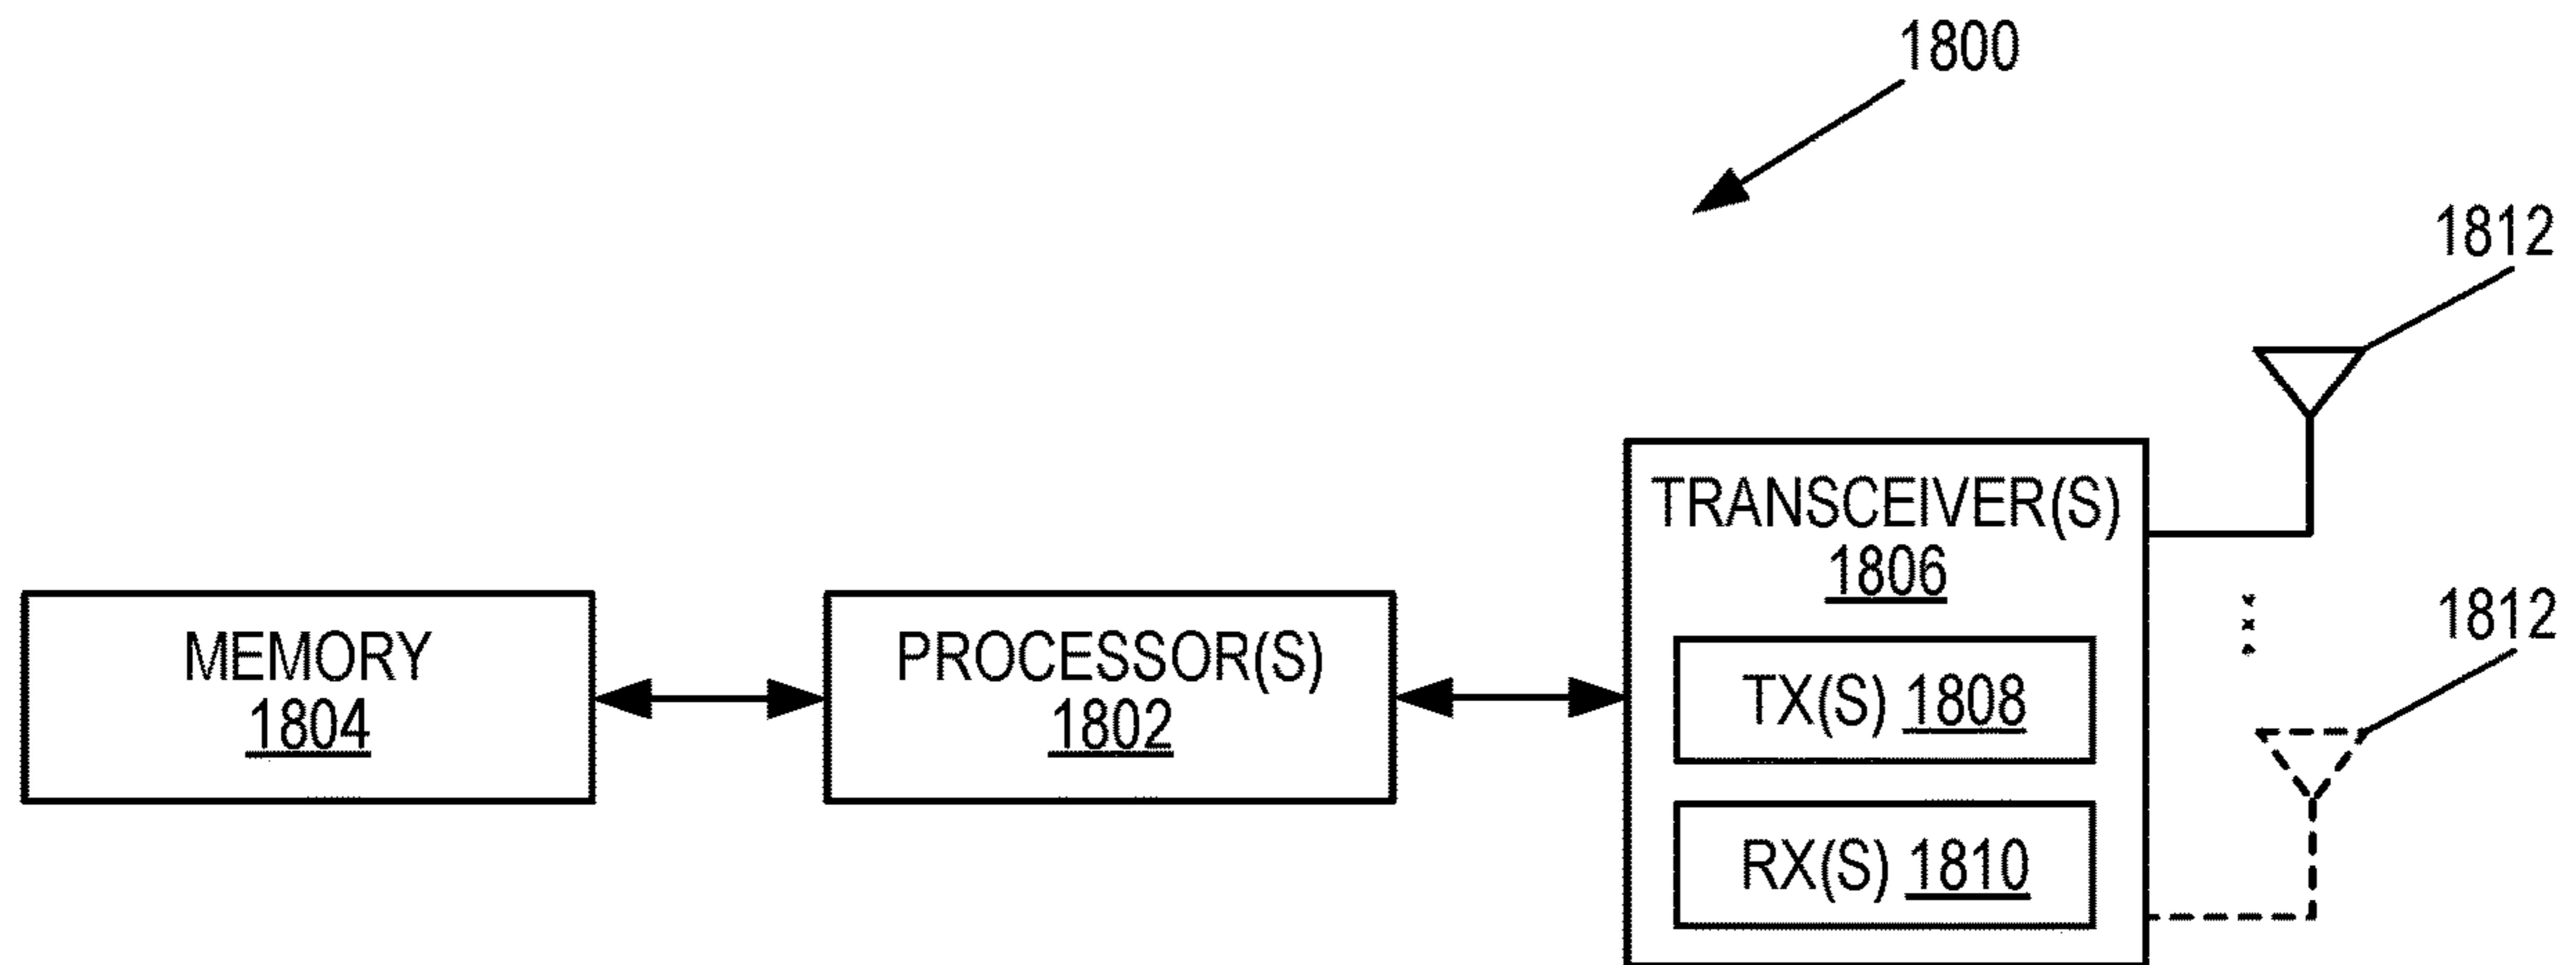 1800
1812
TRANSCEIVER(S)
1806
1812
MEMORY
1804
PROCESSOR(S)
1802
TX(S) 1808
RX(S) 1810